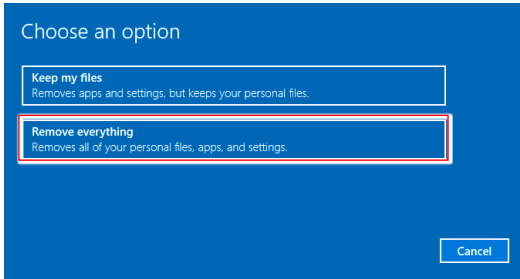 Choose an option
Keep my files
Removes apps and settings, but keeps your personal files.
Remove everything
Removes all of your personal files, apps, and settings.
Cancel